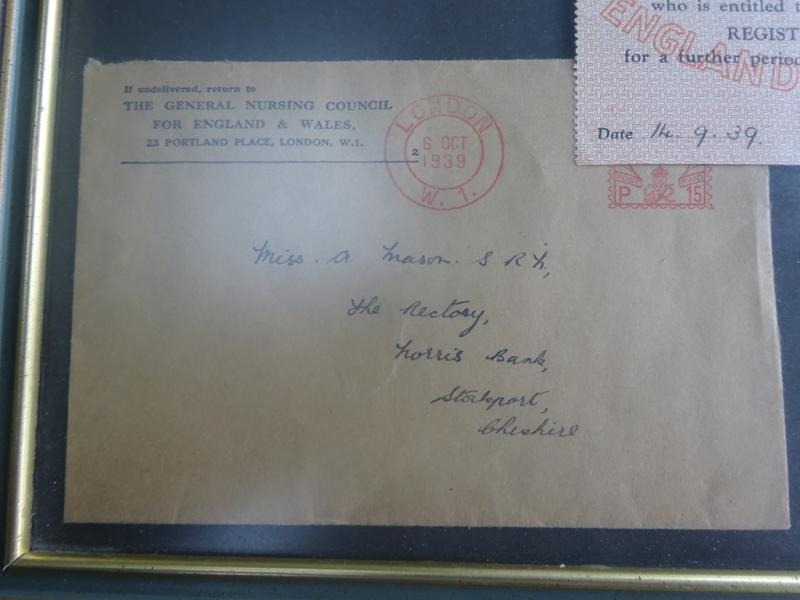 who is entitled t
REGIST
for a further period
ENGLAND
Date 14.9.39.
If undelivered, return to
THE GENERAL NURSING COUNCIL
FOR ENGLAND & WALES,
23 PORTLAND PLACE, LONDON, W.1.
2
LONDON
6 OCT
1939
W. 1.
P GR 15
Miss. A Mason. S R N,
The Rectory,
Norris Bank,
Stockport,
Cheshire